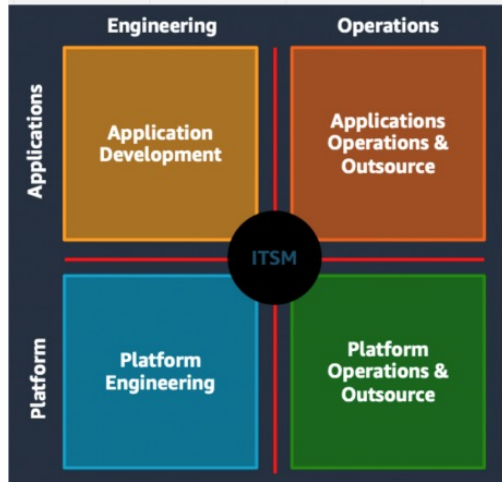 Engineering
Operations
Applications
Application
Development
Applications
Operations &
Outsource
ITSM
Platform
Platform
Engineering
Platform
Operations &
Outsource